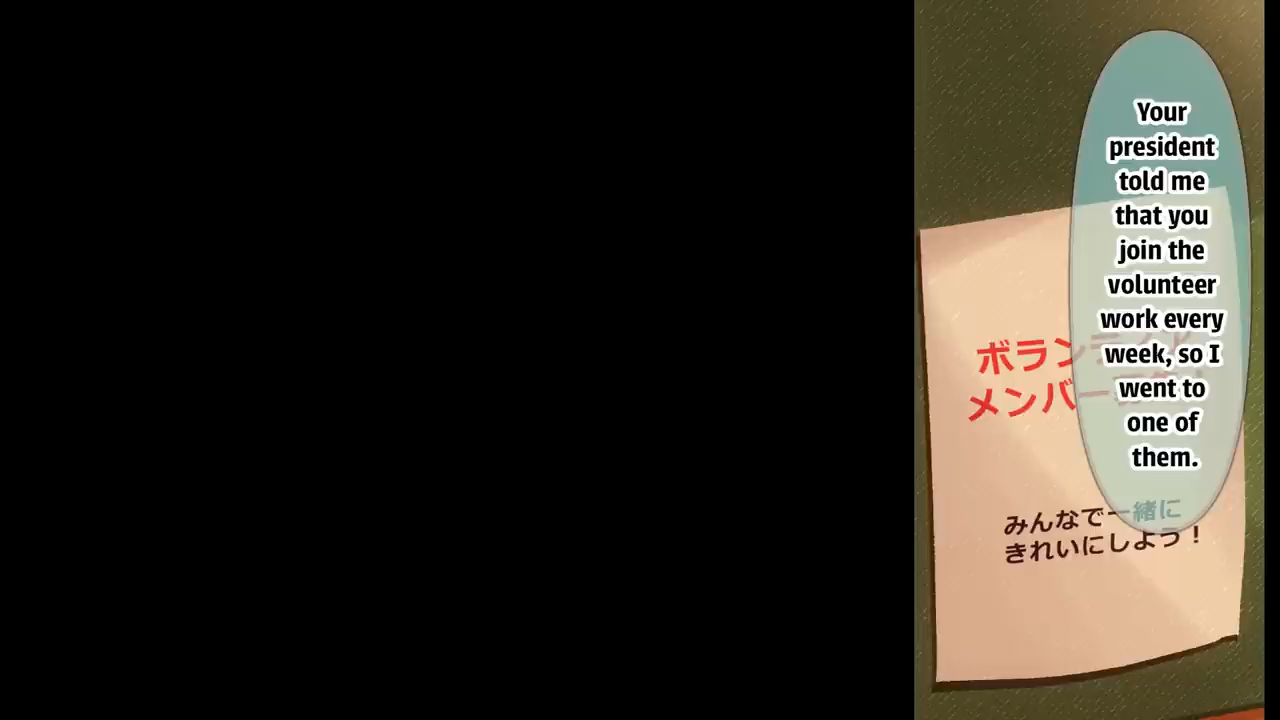 Your
president
told me
that you
join the
volunteer
work every
week, so I
went to
one of
them.
ボラン
メンバー
みんなで一緒に
きれいにしよう！